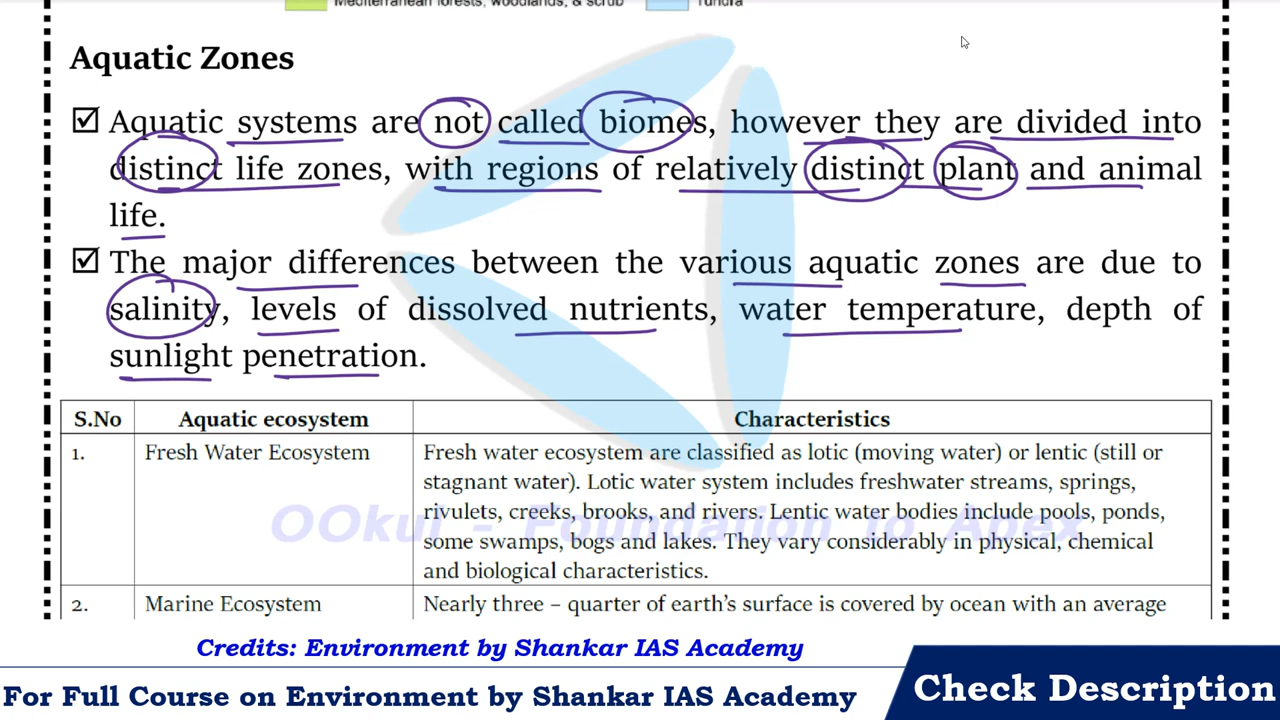 Mediterranean forests, woodlands, & scrub
Tundra
Aquatic Zones
Aquatic systems are not called biomes, however they are divided into
distinct life zones, with regions of relatively distinct plant and animal
life.
The major differences between the various aquatic zones are due to
salinity, levels of dissolved nutrients, water temperature, depth of
sunlight penetration.
S.No
Aquatic ecosystem
Characteristics
1.
Fresh Water Ecosystem
Fresh water ecosystem are classified as lotic (moving water) or lentic (still or
stagnant water). Lotic water system includes freshwater streams, springs,
rivulets, creeks, brooks, and rivers. Lentic water bodies include pools, ponds,
some swamps, bogs and lakes. They vary considerably in physical, chemical
and biological characteristics.
OOkul - Foundation to Apex
2.
Marine Ecosystem
Nearly three – quarter of earth's surface is covered by ocean with an average
Credits: Environment by Shankar IAS Academy
For Full Course on Environment by Shankar IAS Academy
Check Description